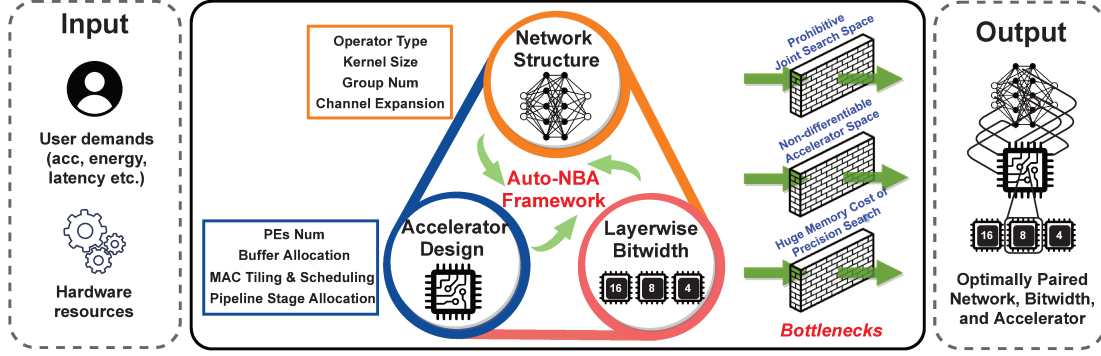 Input
User demands
(acc, energy,
latency etc.)
Hardware
resources
Operator Type
Kernel Size
Group Num
Channel Expansion
Network
Structure
Auto-NBA
Framework
PEs Num
Buffer Allocation
MAC Tiling & Scheduling
Pipeline Stage Allocation
Accelerator
Design
Layerwise
Bitwidth
16 8 4
Prohibitive
Joint Search Space
Non-differentiable
Accelerator Space
Huge Memory Cost of
Precision Search
Bottlenecks
Output
16 8 4
Optimally Paired
Network, Bitwidth,
and Accelerator